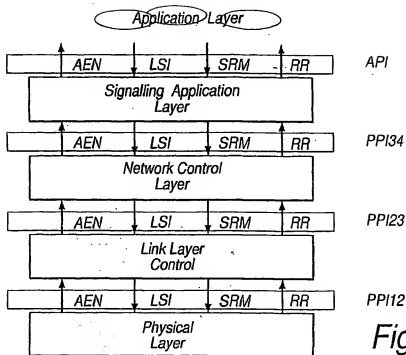 Application Layer
AEN LSI SRM RR API
Signalling Application
Layer
AEN LSI SRM RR PPI34
Network Control
Layer
AEN LSI SRM RR PPI23
Link Layer
Control
AEN LSI SRM RR PPI12
Physical
Layer
Fig